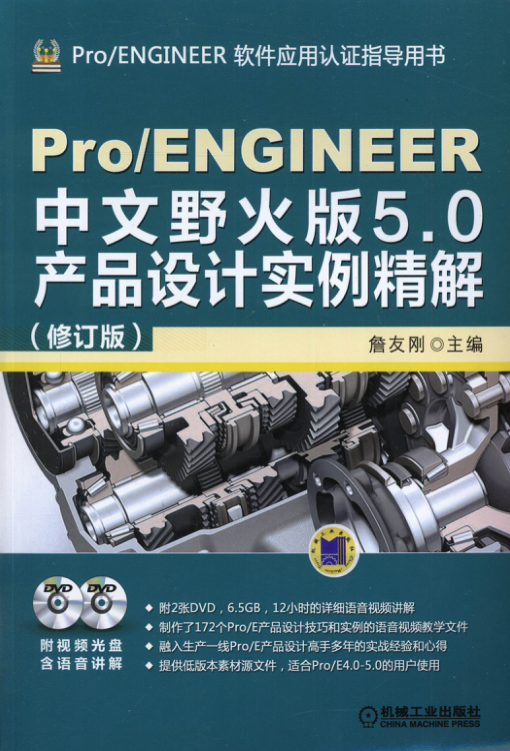 Pro/ENGINEER 软件应用认证指导用书
Pro/ENGINEER
中文野火版5.0
产品设计实例精解
(修订版)
詹友刚◎主编
DVD DVD
附视频光盘
含语音讲解
附2张DVD，6.5GB，12小时的详细语音视频讲解
制作了172个Pro/E产品设计技巧和实例的语音视频教学文件
融入生产一线Pro/E产品设计高手多年的实战经验和心得
提供低版本素材源文件，适合Pro/E4.0-5.0的用户使用
机械工业出版社
CHINA MACHINE PRESS